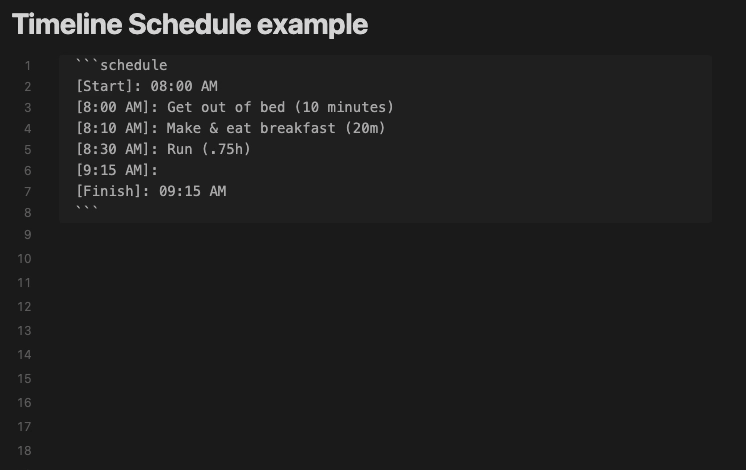 Timeline Schedule example
1 ```schedule
2 [Start]: 08:00 AM
3 [8:00 AM]: Get out of bed (10 minutes)
4 [8:10 AM]: Make & eat breakfast (20m)
5 [8:30 AM]: Run (.75h)
6 [9:15 AM]:
7 [Finish]: 09:15 AM
8 ```
9
10
11
12
13
14
15
16
17
18